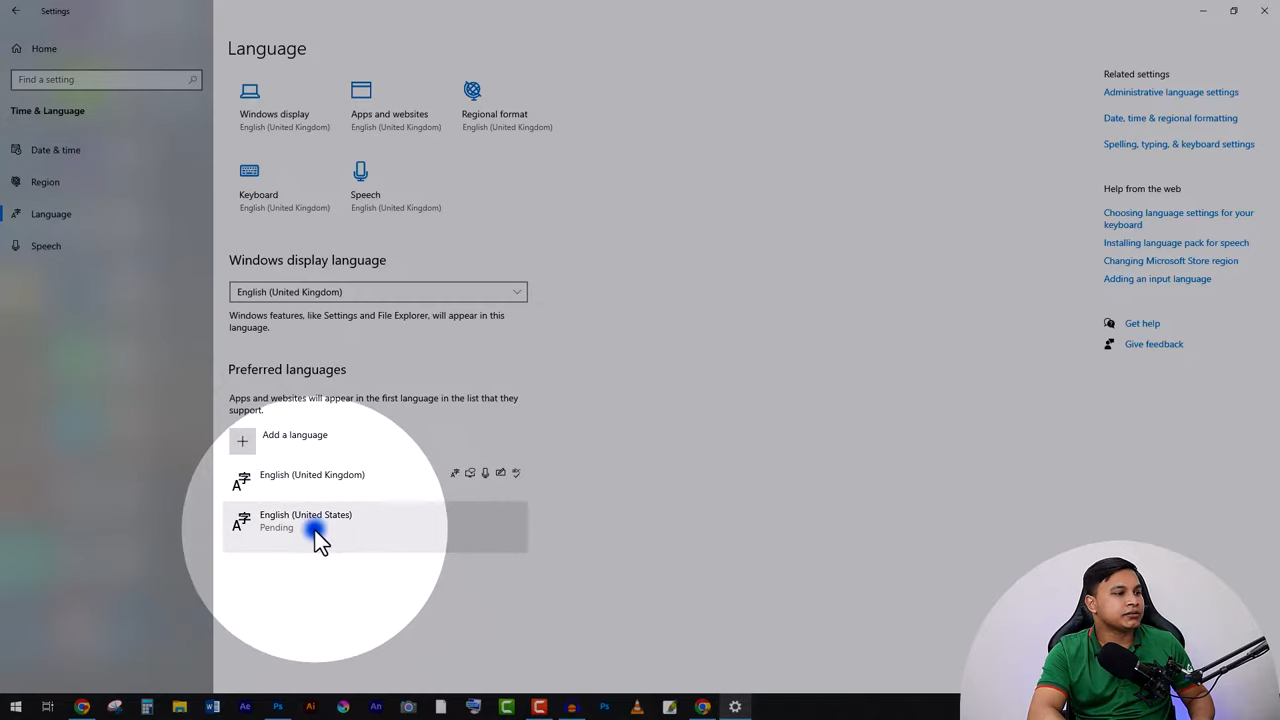 Settings
Home
Find a setting
Time & Language
Date & time
Region
Language
Speech
Language
Windows display
English (United Kingdom)
Apps and websites
English (United Kingdom)
Regional format
English (United Kingdom)
Keyboard
English (United Kingdom)
Speech
English (United Kingdom)
Windows display language
English (United Kingdom)
Windows features, like Settings and File Explorer, will appear in this
language.
Preferred languages
Apps and websites will appear in the first language in the list that they
support.
Add a language
English (United Kingdom)
English (United States)
Pending
Related settings
Administrative language settings
Date, time & regional formatting
Spelling, typing, & keyboard settings
Help from the web
Choosing language settings for your
keyboard
Installing language pack for speech
Changing Microsoft Store region
Adding an input language
Get help
Give feedback
Ae
Ps
Ai
An
Ps